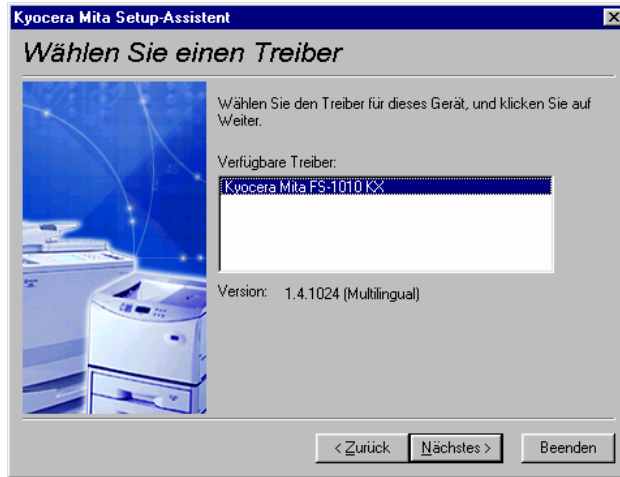 Kyocera Mita Setup-Assistent
Wählen Sie einen Treiber
Wählen Sie den Treiber für dieses Gerät, und klicken Sie auf
Weiter.
Verfügbare Treiber:
Kyocera Mita FS-1010 KX
Version: 1.4.1024 (Multilingual)
< Zurück Nächstes > Beenden